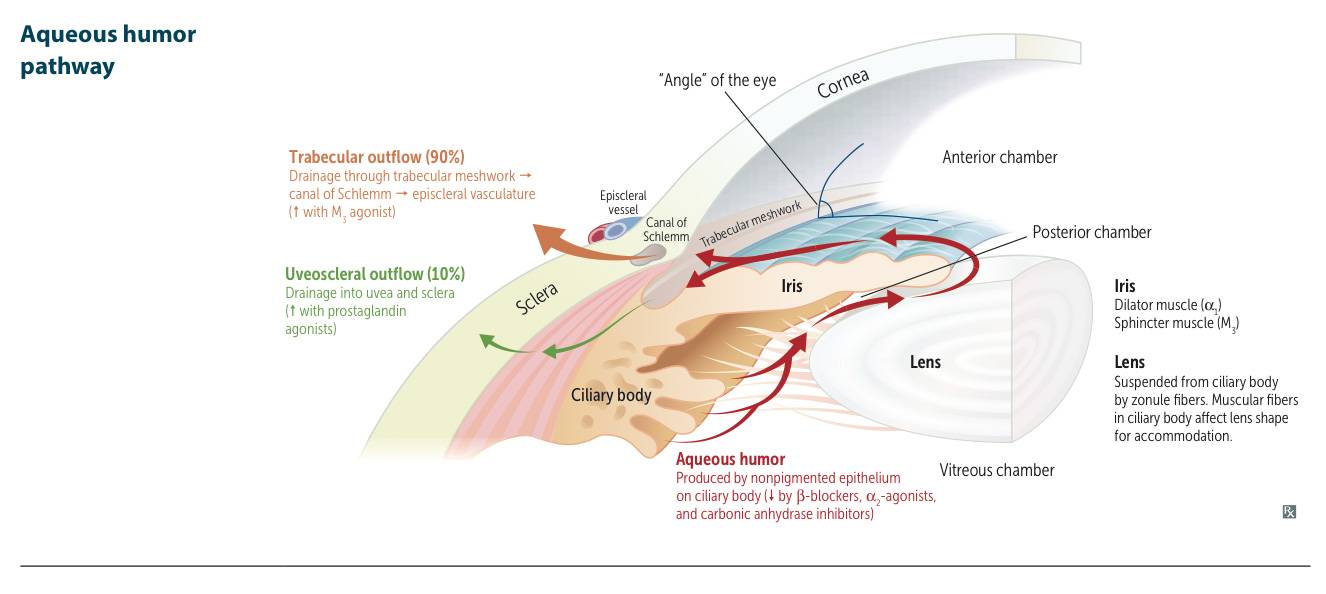 Aqueous humor
pathway
"Angle" of the eye
Cornea
Anterior chamber
Trabecular outflow (90%)
Drainage through trabecular meshwork →
canal of Schlemm → episcleral vasculature
(↑ with M₃ agonist)
Episcleral
vessel
Canal of
Schlemm
Trabecular meshwork
Posterior chamber
Uveoscleral outflow (10%)
Drainage into uvea and sclera
(↑ with prostaglandin
agonists)
Sclera
Iris
Iris
Dilator muscle (α₁)
Sphincter muscle (M₃)
Lens
Lens
Suspended from ciliary body
by zonule fibers. Muscular fibers
in ciliary body affect lens shape
for accommodation.
Ciliary body
Aqueous humor
Produced by nonpigmented epithelium
on ciliary body (↓ by β-blockers, α₂-agonists,
and carbonic anhydrase inhibitors)
Vitreous chamber
℞